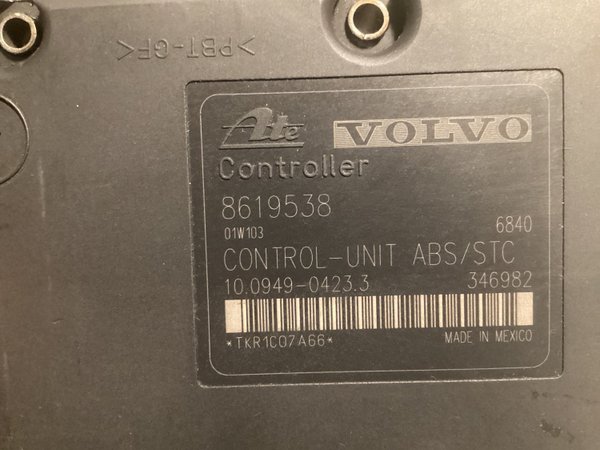 >PBT-GF<
Ate VOLVO
Controller
8619538
01W103 6840
CONTROL-UNIT ABS/STC
10.0949-0423.3 346982
*TKR1C07A66* MADE IN MEXICO